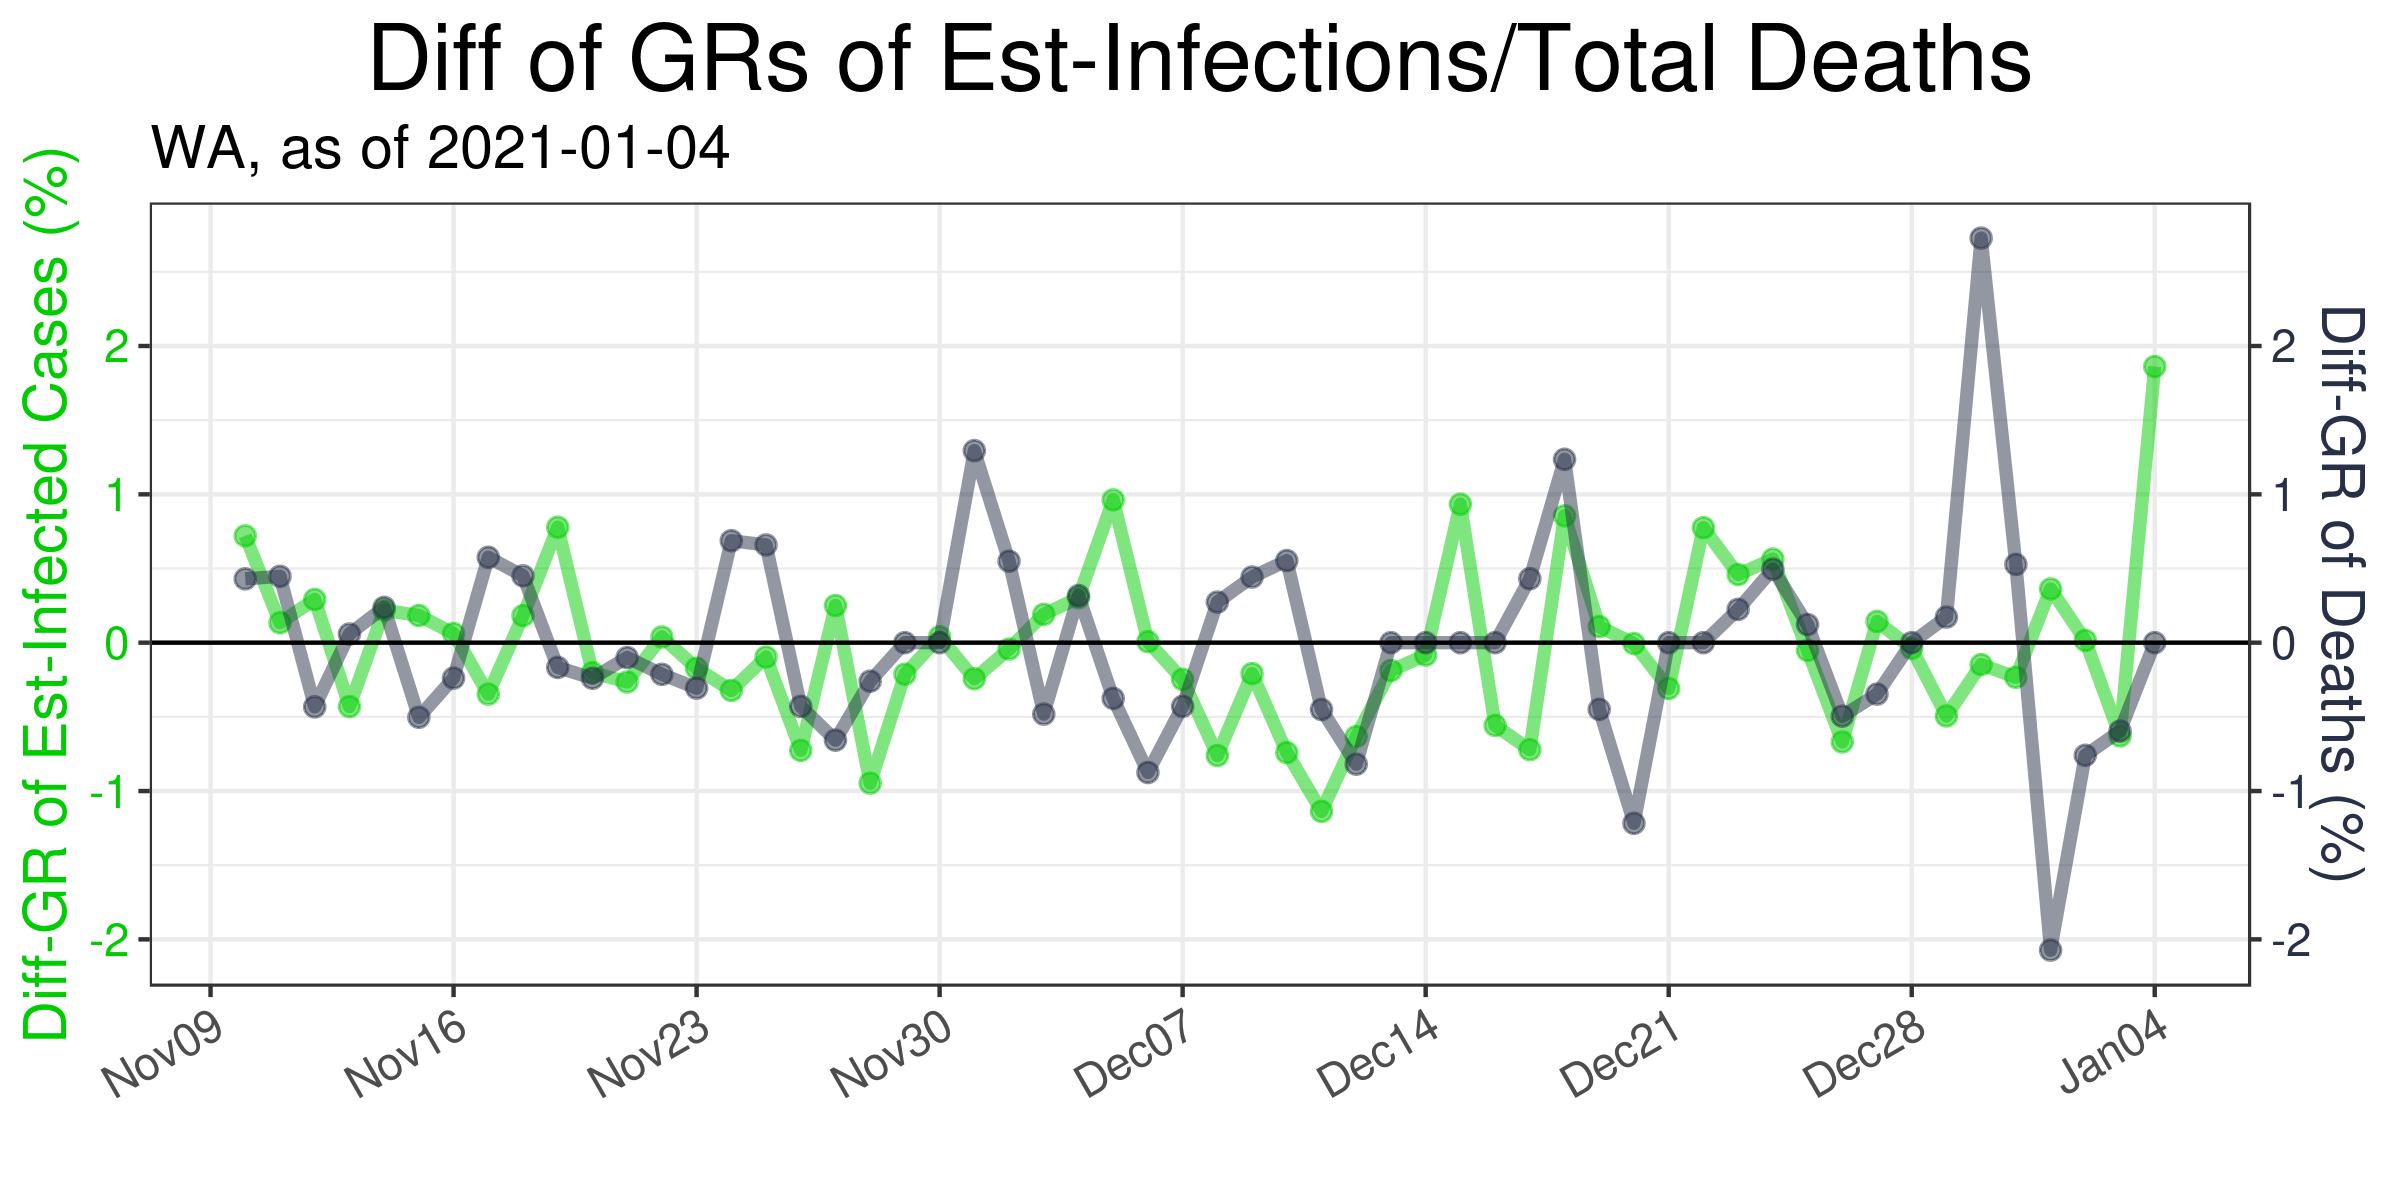 Diff of GRs of Est-Infections/Total Deaths
WA, as of 2021-01-04
Diff-GR of Est-Infected Cases (%)
2
1
0
-1
-2
2
1
0
-1
-2
Diff-GR of Deaths (%)
Nov09
Nov16
Nov23
Nov30
Dec07
Dec14
Dec21
Dec28
Jan04